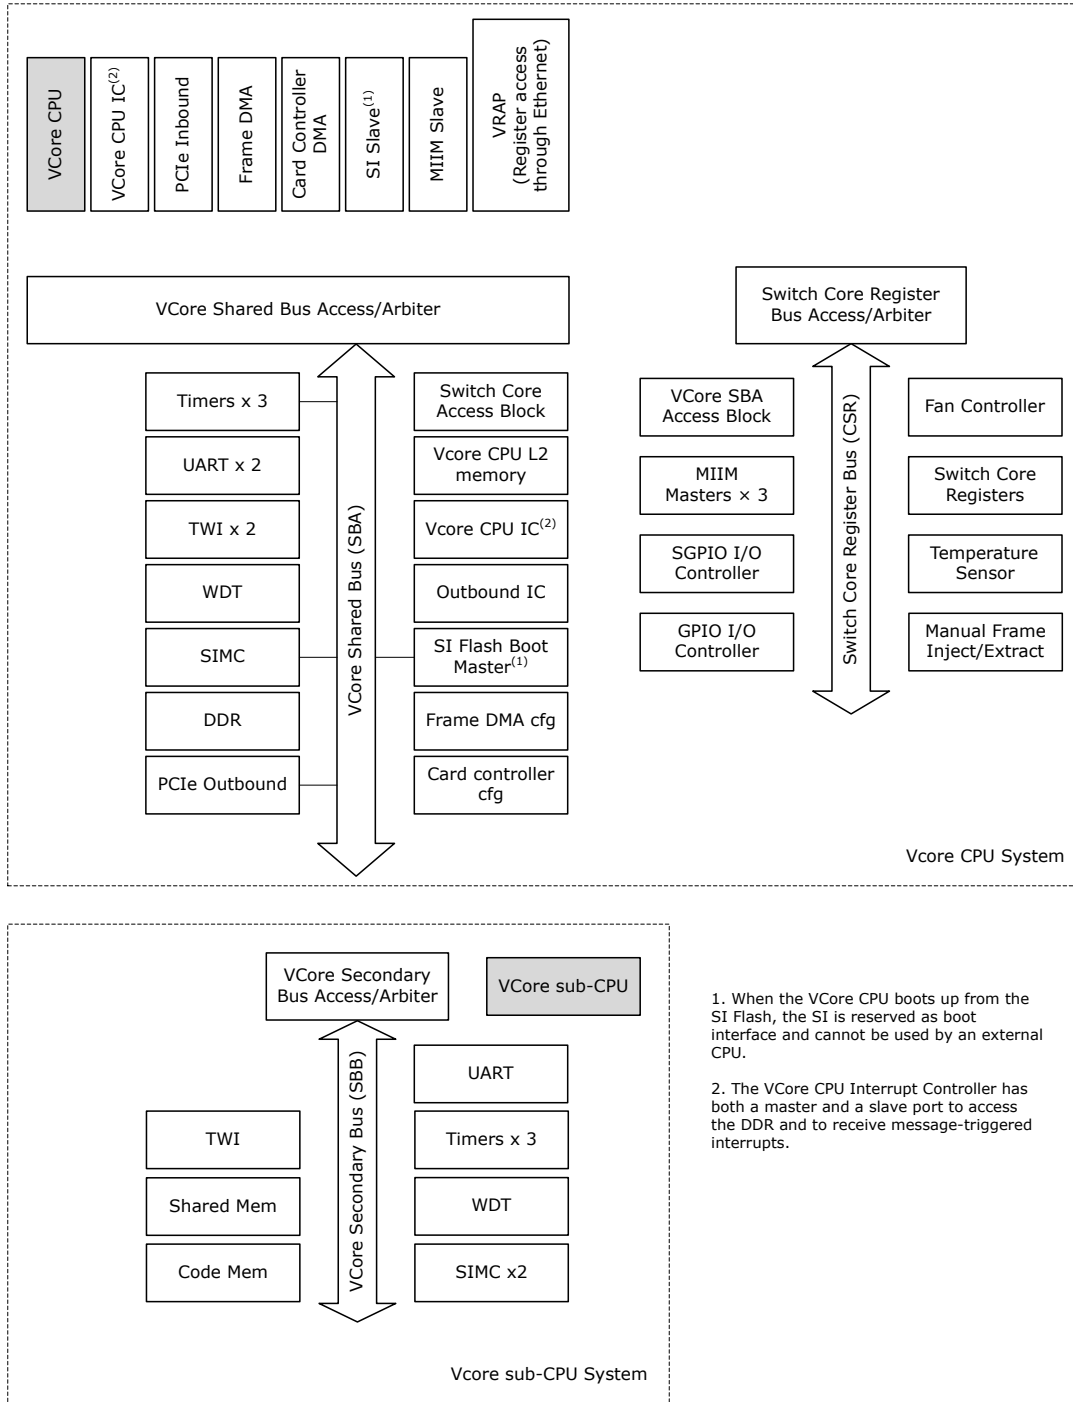 VCore CPU
VCore CPU IC(2)
PCIe Inbound
Frame DMA
Card Controller
DMA
SI Slave(1)
MIIM Slave
VRAP
(Register access
through Ethernet)
VCore Shared Bus Access/Arbiter
Switch Core Register
Bus Access/Arbiter
Timers x 3
UART x 2
TWI x 2
WDT
SIMC
DDR
PCIe Outbound
VCore Shared Bus (SBA)
Switch Core
Access Block
Vcore CPU L2
memory
Vcore CPU IC(2)
Outbound IC
SI Flash Boot
Master(1)
Frame DMA cfg
Card controller
cfg
VCore SBA
Access Block
MIIM
Masters × 3
SGPIO I/O
Controller
GPIO I/O
Controller
Switch Core Register Bus (CSR)
Fan Controller
Switch Core
Registers
Temperature
Sensor
Manual Frame
Inject/Extract
Vcore CPU System
VCore Secondary
Bus Access/Arbiter
VCore sub-CPU
TWI
Shared Mem
Code Mem
VCore Secondary Bus (SBB)
UART
Timers x 3
WDT
SIMC x2
Vcore sub-CPU System
1. When the VCore CPU boots up from the
SI Flash, the SI is reserved as boot
interface and cannot be used by an external
CPU.
2. The VCore CPU Interrupt Controller has
both a master and a slave port to access
the DDR and to receive message-triggered
interrupts.